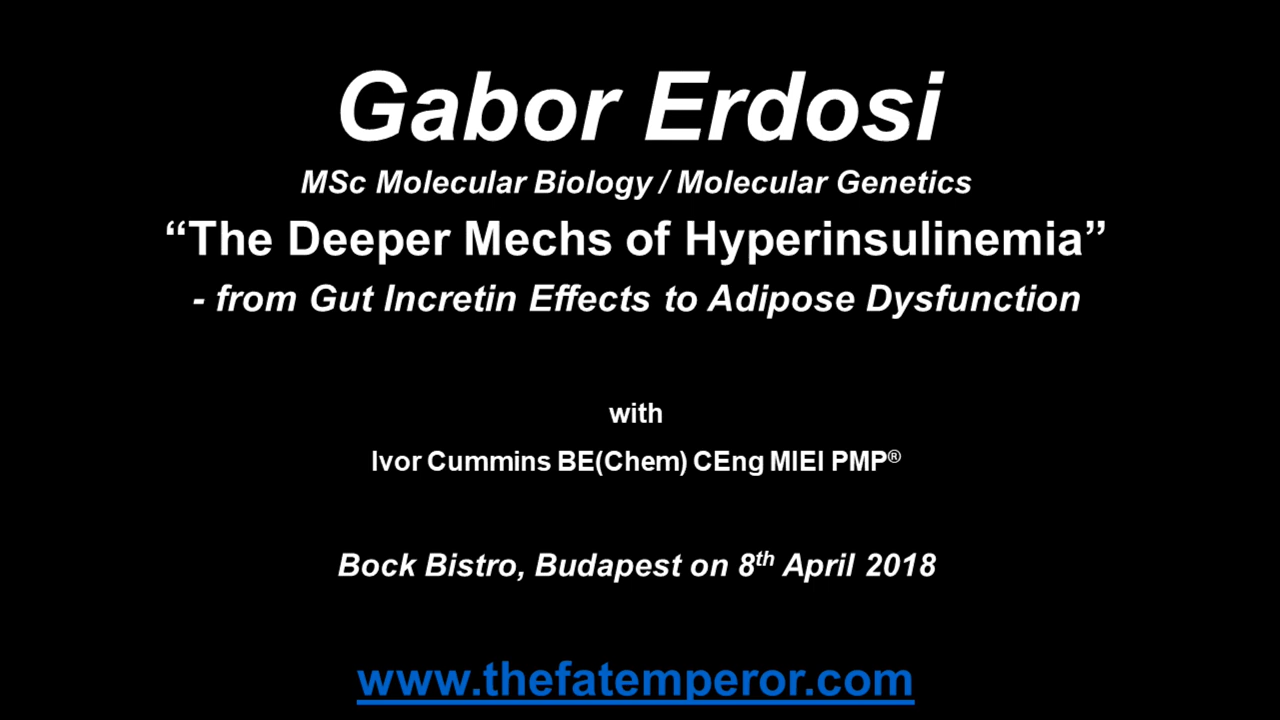 Gabor Erdosi
MSc Molecular Biology / Molecular Genetics
“The Deeper Mechs of Hyperinsulinemia”
- from Gut Incretin Effects to Adipose Dysfunction
with
Ivor Cummins BE(Chem) CEng MIEI PMP®
Bock Bistro, Budapest on 8th April 2018
www.thefatemperor.com